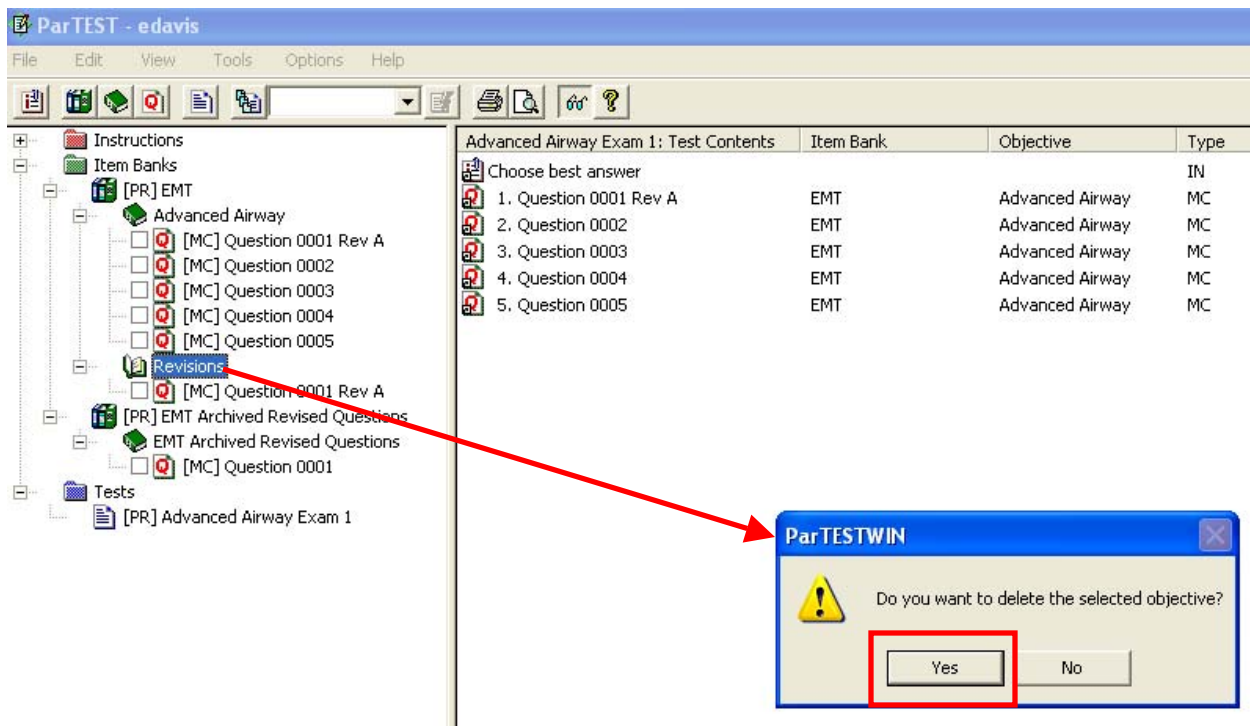 ParTEST - edavis
File Edit View Tools Options Help
Instructions
Item Banks
[PR] EMT
Advanced Airway
[MC] Question 0001 Rev A
[MC] Question 0002
[MC] Question 0003
[MC] Question 0004
[MC] Question 0005
Revisions
[MC] Question 0001 Rev A
[PR] EMT Archived Revised Questions
EMT Archived Revised Questions
[MC] Question 0001
Tests
[PR] Advanced Airway Exam 1
Advanced Airway Exam 1: Test Contents Item Bank Objective Type
Choose best answer IN
1. Question 0001 Rev A EMT Advanced Airway MC
2. Question 0002 EMT Advanced Airway MC
3. Question 0003 EMT Advanced Airway MC
4. Question 0004 EMT Advanced Airway MC
5. Question 0005 EMT Advanced Airway MC
ParTESTWIN
Do you want to delete the selected objective?
Yes No